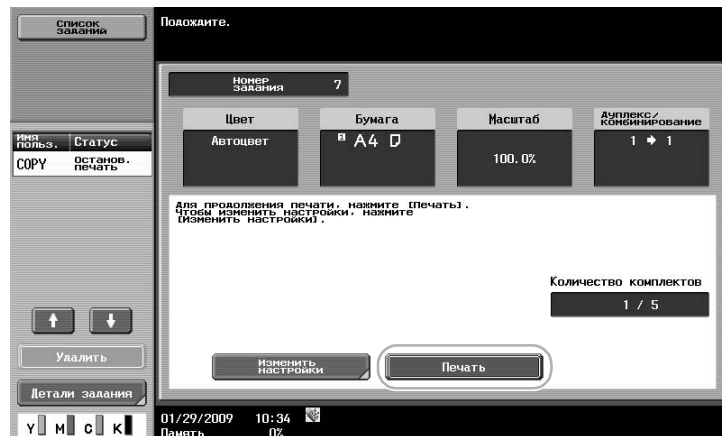 Список
заданий
Подождите.
Номер
задания
7
Цвет
Бумага
Масштаб
Дуплекс/
комбинирование
Автоцвет
A4
100.0%
1 → 1
Имя
польз.
Статус
COPY
Останов.
печать
Для продолжения печати, нажмите [Печать].
Чтобы изменить настройки, нажмите
[Изменить настройки].
Количество комплектов
1 / 5
Удалить
Изменить
настройки
Печать
Детали задания
Y M C K
01/29/2009 10:34
Память 0%